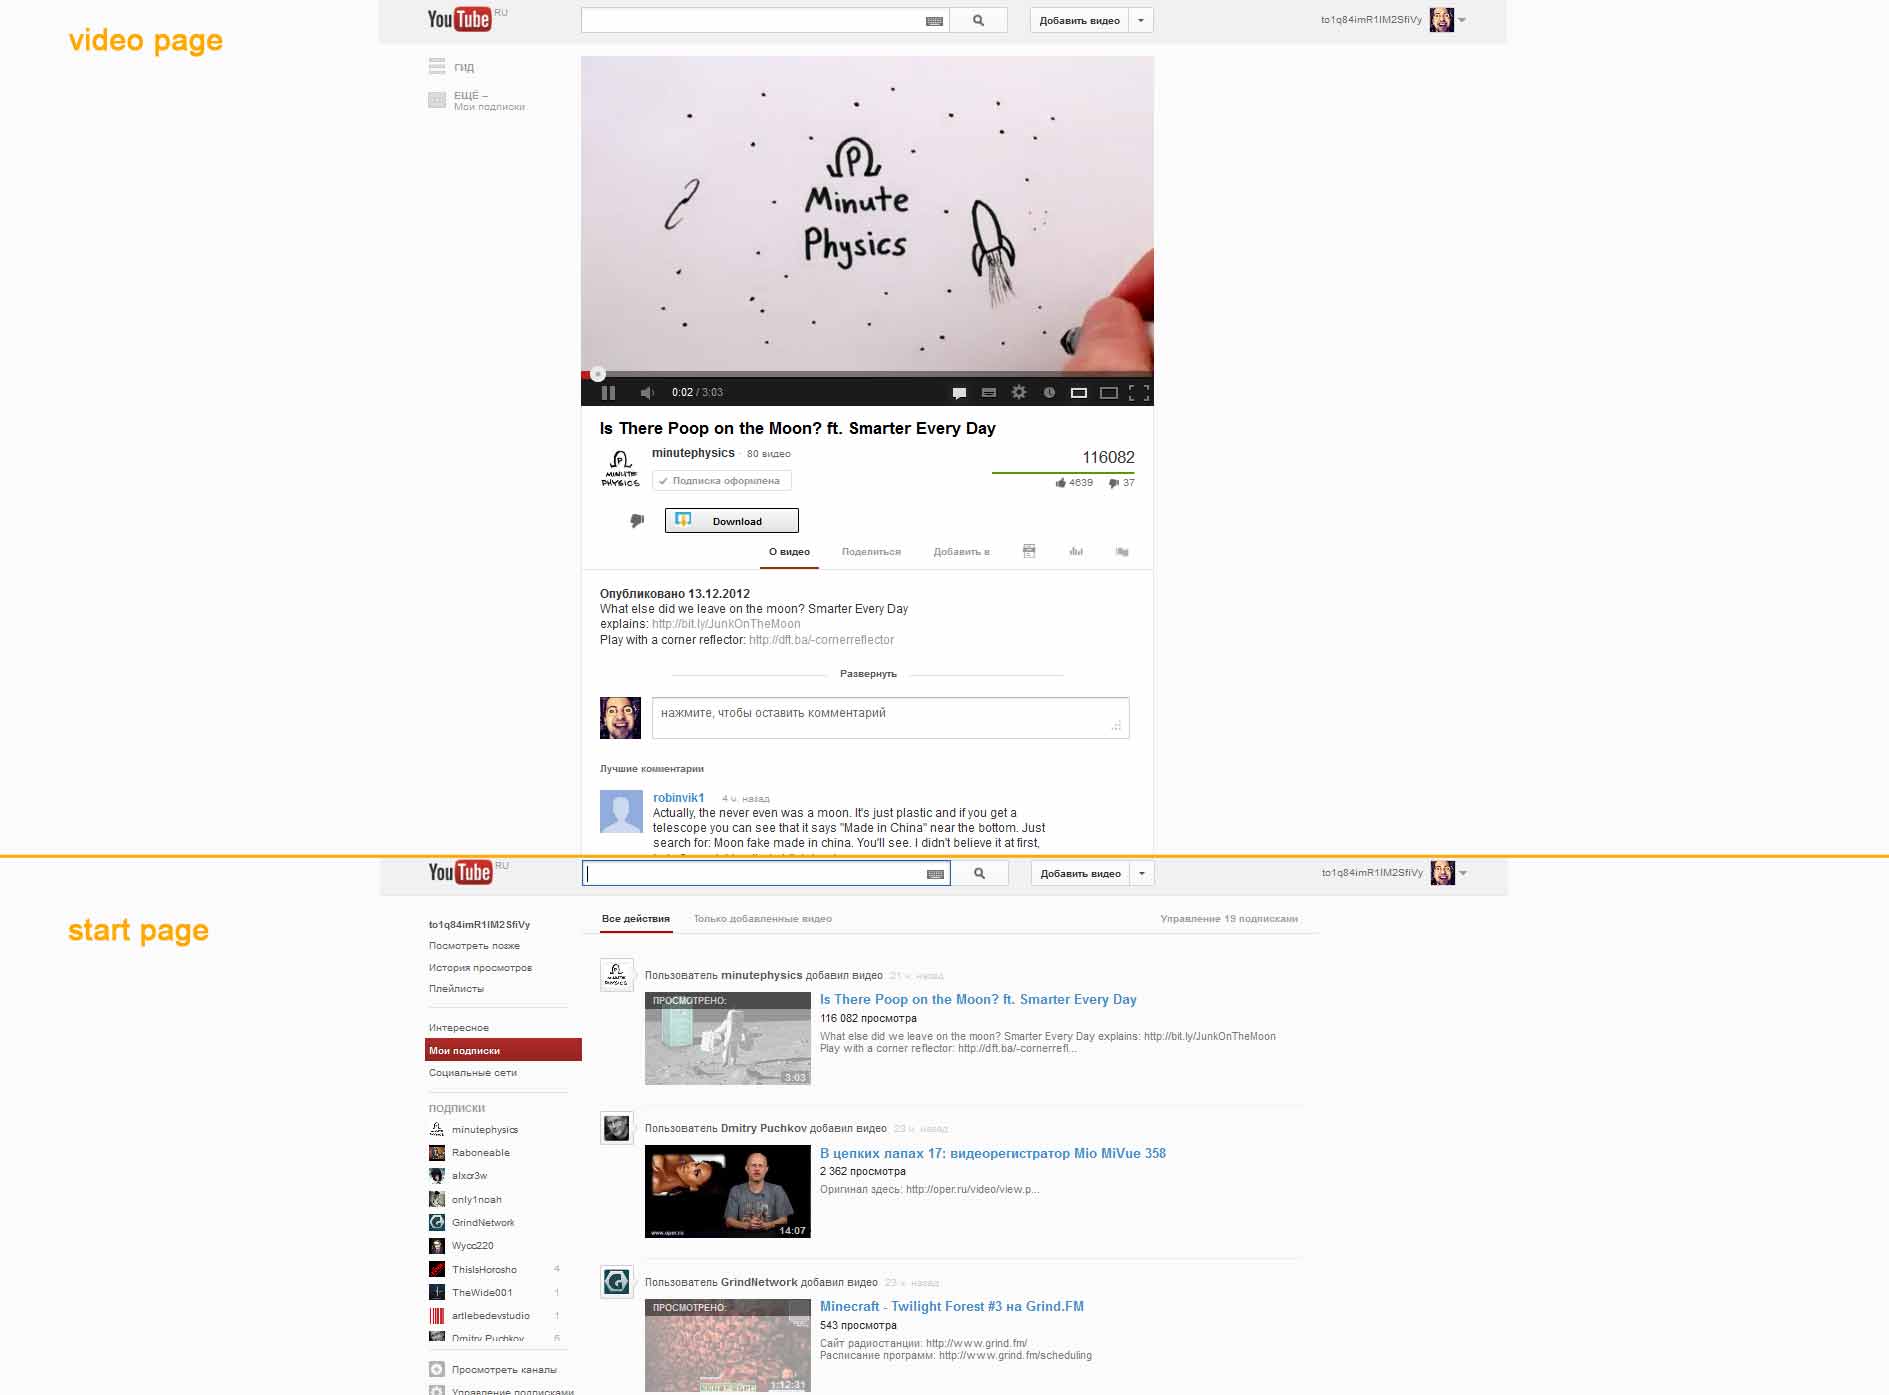 video page
YouTube RU
Добавить видео
to1q84imR1IM2SfiVy
ГИД
ЕЩЁ –
Мои подписки
Minute
Physics
0:02 / 3:03
Is There Poop on the Moon? ft. Smarter Every Day
minutephysics · 80 видео
116082
MINUTE
PHYSICS
Подписка оформлена
4639 37
Download
О видео Поделиться Добавить в
Опубликовано 13.12.2012
What else did we leave on the moon? Smarter Every Day
explains: http://bit.ly/JunkOnTheMoon
Play with a corner reflector: http://dft.ba/-cornerreflector
Развернуть
нажмите, чтобы оставить комментарий
Лучшие комментарии
robinvik1 4 ч. назад
Actually, the never even was a moon. It's just plastic and if you get a
telescope you can see that it says "Made in China" near the bottom. Just
search for: Moon fake made in china. You'll see. I didn't believe it at first,
start page
YouTube RU
Добавить видео
to1q84imR1IM2SfiVy
to1q84imR1IM2SfiVy
Посмотреть позже
История просмотров
Плейлисты
Интересное
Мои подписки
Социальные сети
ПОДПИСКИ
minutephysics
Raboneable
alxcr3w
only1noah
GrindNetwork
Wycc220
ThisIsHorosho 4
TheWide001 1
artlebedevstudio 1
Dmitry Puchkov 6
Просмотреть каналы
Управление подписками
Все действия Только добавленные видео Управление 19 подписками
Пользователь minutephysics добавил видео 21 ч. назад
ПРОСМОТРЕНО:
3:03
Is There Poop on the Moon? ft. Smarter Every Day
116 082 просмотра
What else did we leave on the moon? Smarter Every Day explains: http://bit.ly/JunkOnTheMoon
Play with a corner reflector: http://dft.ba/-cornerrefl...
Пользователь Dmitry Puchkov добавил видео 23 ч. назад
www.oper.ru
14:07
В цепких лапах 17: видеорегистратор Mio MiVue 358
2 362 просмотра
Оригинал здесь: http://oper.ru/video/view.p...
Пользователь GrindNetwork добавил видео 23 ч. назад
ПРОСМОТРЕНО:
1:12:31
Minecraft - Twilight Forest #3 на Grind.FM
543 просмотра
Сайт радиостанции: http://www.grind.fm/
Расписание программ: http://www.grind.fm/scheduling